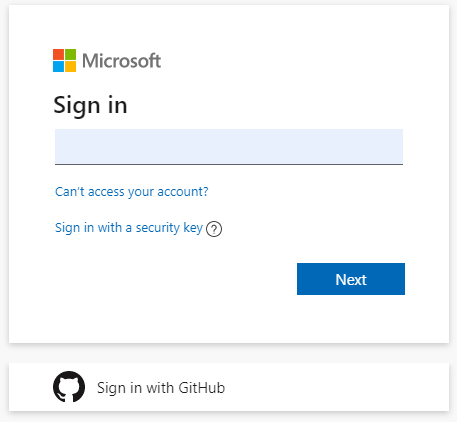 Microsoft
Sign in
Can't access your account?
Sign in with a security key ?
Next
Sign in with GitHub